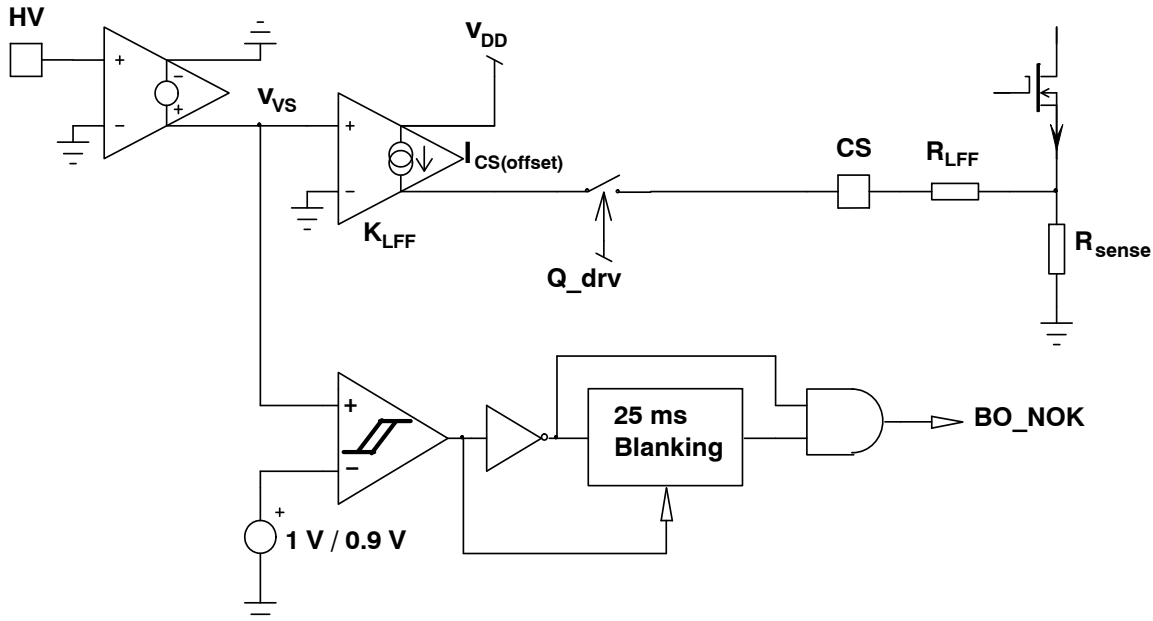 HV
+
−
−
+
v_VS
v_DD
+
−
I_CS(offset)
K_LFF
Q_drv
CS
R_LFF
R_sense
+
−
+
1 V / 0.9 V
25 ms
Blanking
BO_NOK